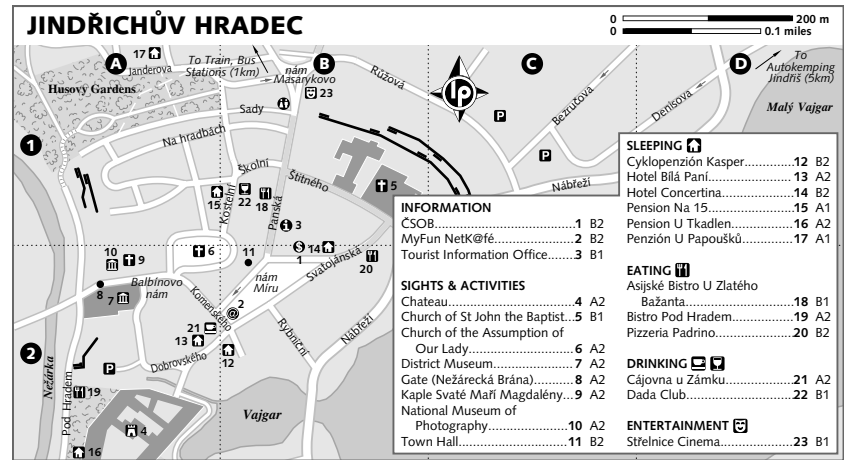 JINDŘICHŮV HRADEC
0 200 m
0 0.1 miles
A
B
C
D
1
2
17
Janderova
To Train, Bus
Stations (1km)
nám
Masarykovo
23
Růžová
lp
To
Autokemping
Jindřiš (5km)
Husovy Gardens
Malý Vajgar
Sady
Na hradbách
Školní
Štítného
Bezručova
Denisova
Nábřeží
P
P
5
15
Kostelní
22
18
Panská
3
10
9
6
11
$
1
14
20
Svatojánská
Balbínovo
nám
nám
Míru
8
7
Komenského
@
2
21
13
12
Rybniční
Nábřeží
Dobrovského
P
Nežárka
Pod Hradem
19
4
16
Vajgar
INFORMATION
ČSOB 1 B2
MyFun NetK@fé 2 B2
Tourist Information Office 3 B1
SIGHTS & ACTIVITIES
Chateau 4 A2
Church of St John the Baptist 5 B1
Church of the Assumption of
Our Lady 6 A2
District Museum 7 A2
Gate (Nežárecká Brána) 8 A2
Kaple Svaté Maří Magdalény 9 A2
National Museum of
Photography 10 A2
Town Hall 11 B2
SLEEPING
Cyklopenzión Kasper 12 B2
Hotel Bílá Paní 13 A2
Hotel Concertina 14 B2
Pension Na 15 15 A1
Pension U Tkadlen 16 A2
Penzión U Papoušků 17 A1
EATING
Asijské Bistro U Zlatého
Bažanta 18 B1
Bistro Pod Hradem 19 A2
Pizzeria Padrino 20 B2
DRINKING
Cájovna u Zámku 21 A2
Dada Club 22 B1
ENTERTAINMENT
Střelnice Cinema 23 B1